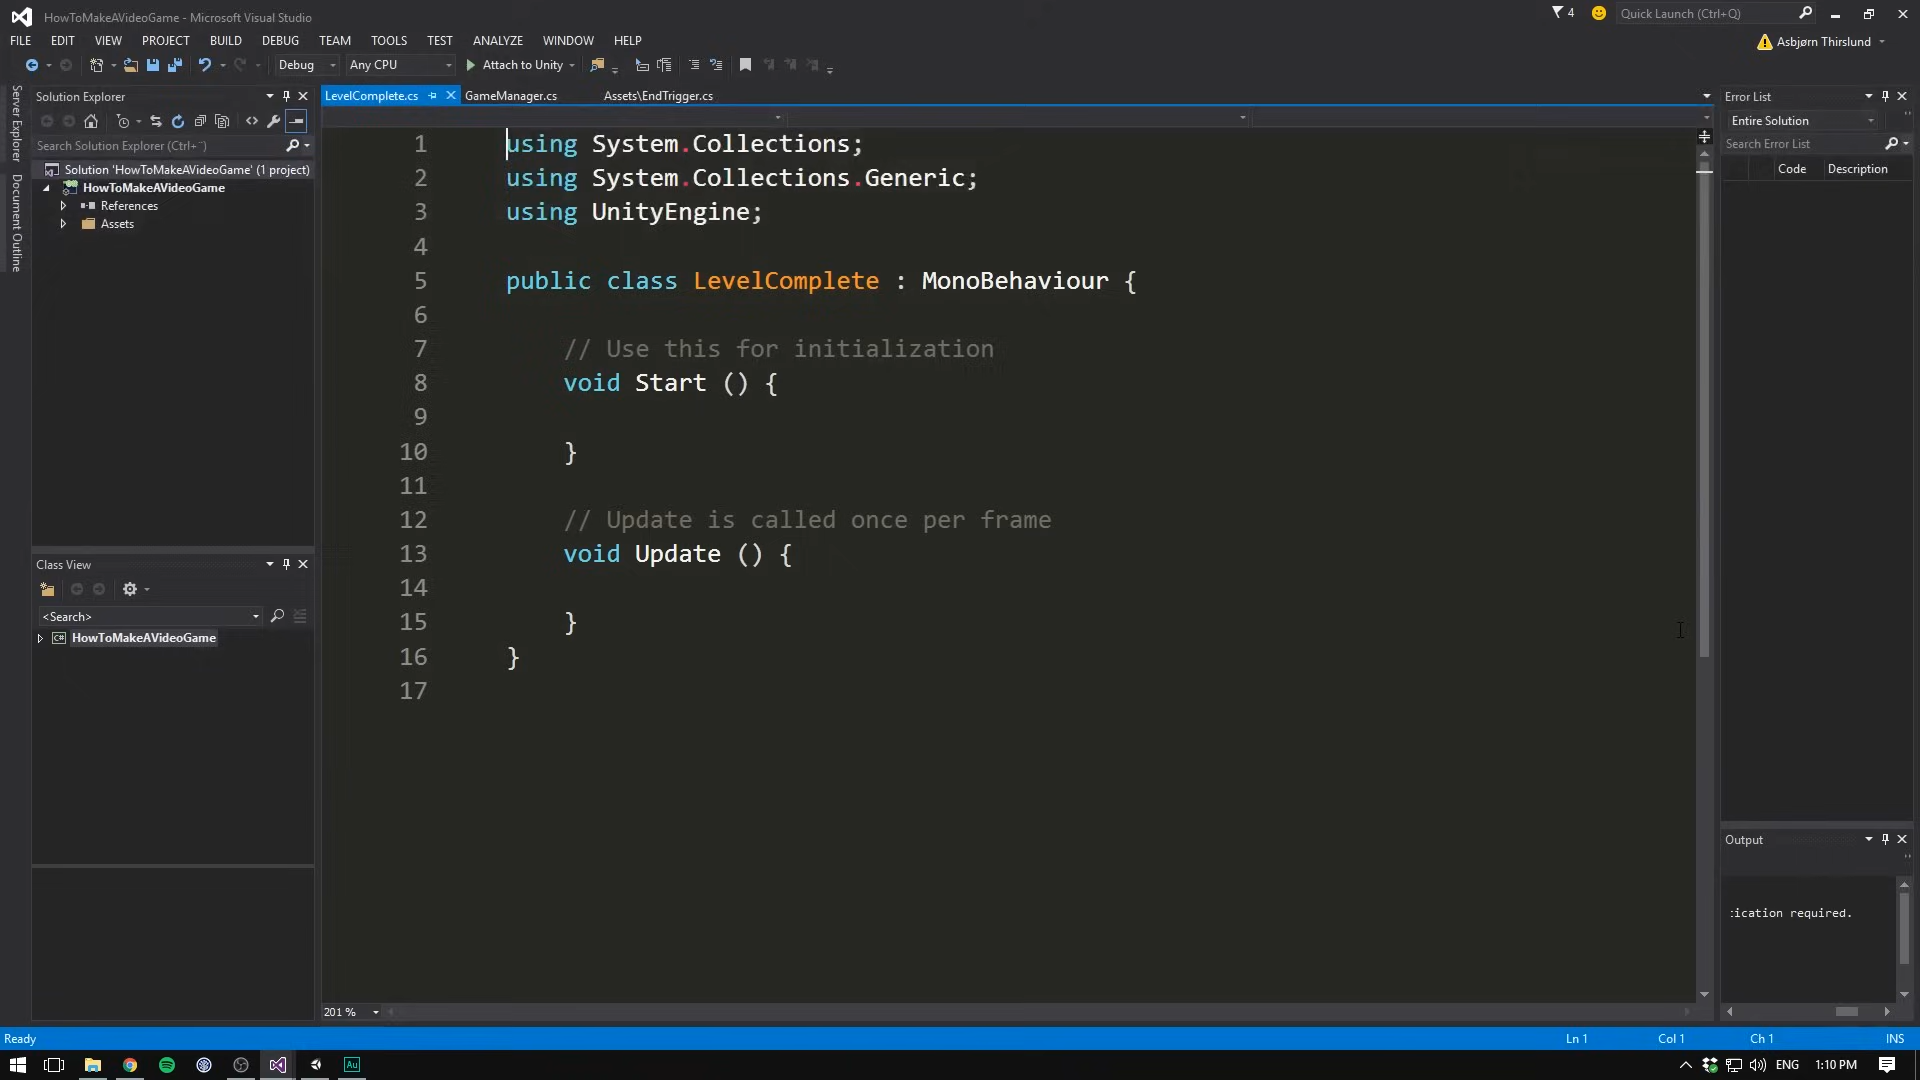 HowToMakeAVideoGame - Microsoft Visual Studio
4
Quick Launch (Ctrl+Q)
FILE EDIT VIEW PROJECT BUILD DEBUG TEAM TOOLS TEST ANALYZE WINDOW HELP
Asbjørn Thirslund
Debug Any CPU Attach to Unity
Server Explorer
Document Outline
Solution Explorer
Search Solution Explorer (Ctrl+¨)
Solution 'HowToMakeAVideoGame' (1 project)
HowToMakeAVideoGame
References
Assets
Class View
<Search>
C#
HowToMakeAVideoGame
LevelComplete.cs GameManager.cs Assets\EndTrigger.cs
1 using System.Collections;
2 using System.Collections.Generic;
3 using UnityEngine;
4
5 public class LevelComplete : MonoBehaviour {
6
7 // Use this for initialization
8 void Start () {
9
10 }
11
12 // Update is called once per frame
13 void Update () {
14
15 }
16 }
17
201 %
Error List
Entire Solution
Search Error List
Code Description
Output
:ication required.
Ready Ln 1 Col 1 Ch 1 INS
Au
ENG 1:10 PM